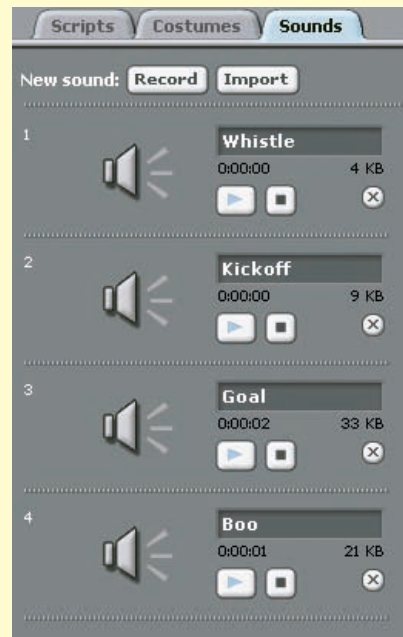 Scripts Costumes Sounds
New sound: Record Import
1
Whistle
0:00:00 4 KB
2
Kickoff
0:00:00 9 KB
3
Goal
0:00:02 33 KB
4
Boo
0:00:01 21 KB